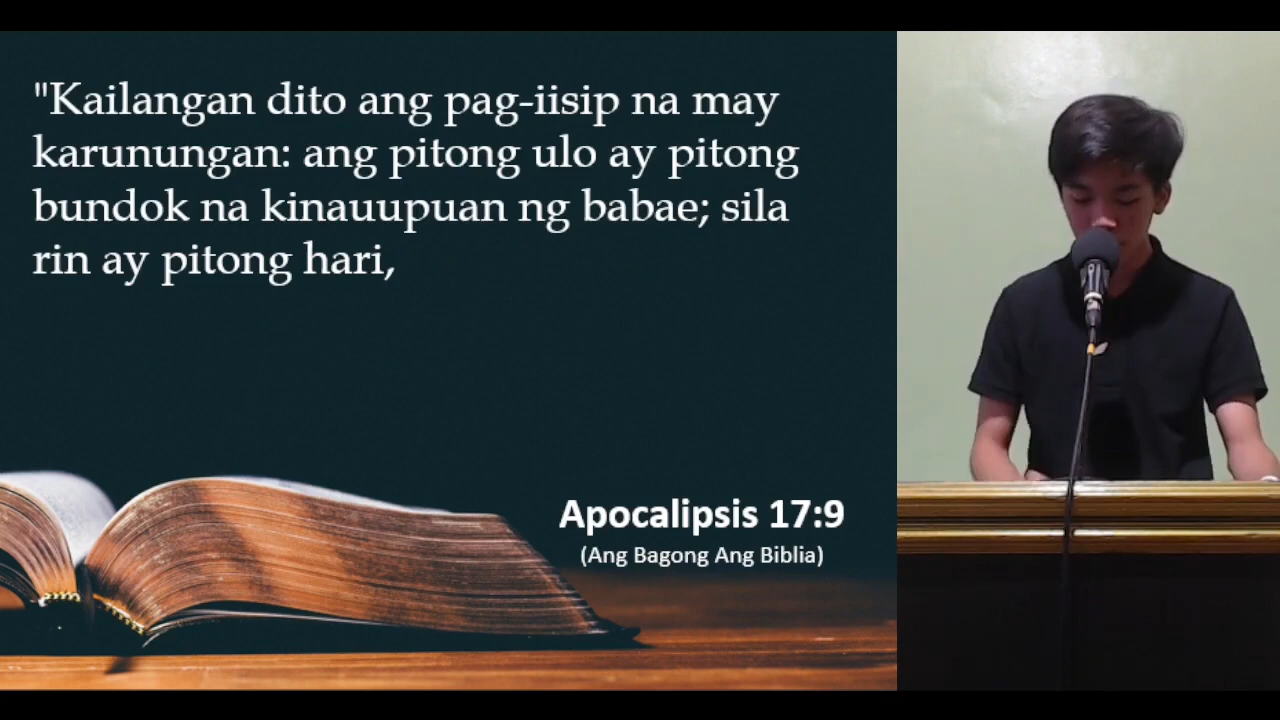 "Kailangan dito ang pag-iisip na may
karunungan: ang pitong ulo ay pitong
bundok na kinauupuan ng babae; sila
rin ay pitong hari,
Apocalipsis 17:9
(Ang Bagong Ang Biblia)